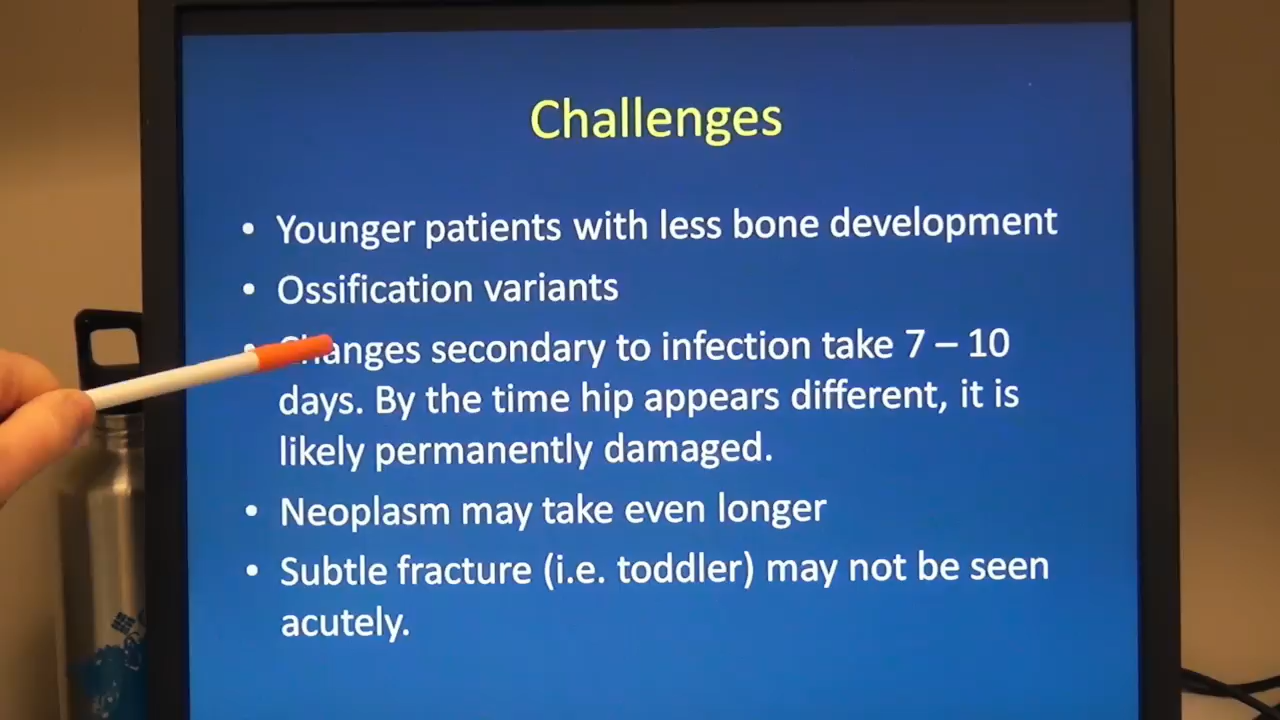 Challenges
• Younger patients with less bone development
• Ossification variants
• Changes secondary to infection take 7 – 10
days. By the time hip appears different, it is
likely permanently damaged.
• Neoplasm may take even longer
• Subtle fracture (i.e. toddler) may not be seen
acutely.